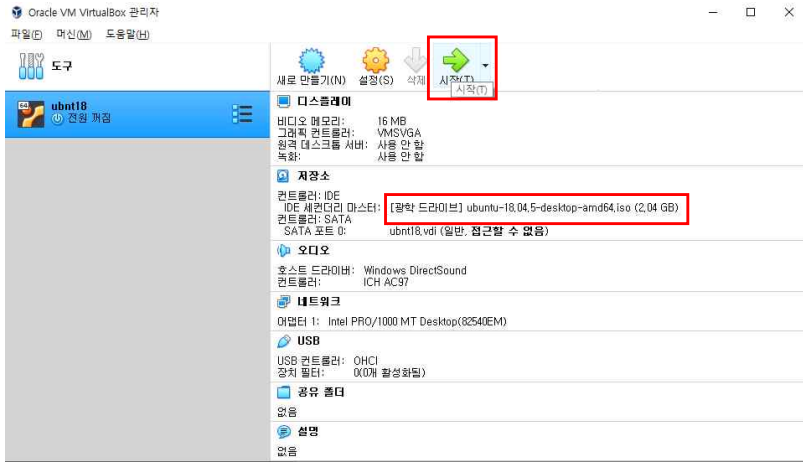 Oracle VM VirtualBox 관리자
파일(F) 머신(M) 도움말(H)
도구
새로 만들기(N) 설정(S) 삭제 시작(T)
시작(T)
64
ubnt18
전원 꺼짐
디스플레이
비디오 메모리: 16 MB
그래픽 컨트롤러: VMSVGA
원격 데스크톱 서버: 사용 안 함
녹화: 사용 안 함
저장소
컨트롤러: IDE
IDE 세컨더리 마스터: [광학 드라이브] ubuntu-18.04.5-desktop-amd64.iso (2.04 GB)
컨트롤러: SATA
SATA 포트 0: ubnt18.vdi (일반, 접근할 수 없음)
오디오
호스트 드라이버: Windows DirectSound
컨트롤러: ICH AC97
네트워크
어댑터 1: Intel PRO/1000 MT Desktop(82540EM)
USB
USB 컨트롤러: OHCI
장치 필터: 0(0개 활성화됨)
공유 폴더
없음
설명
없음